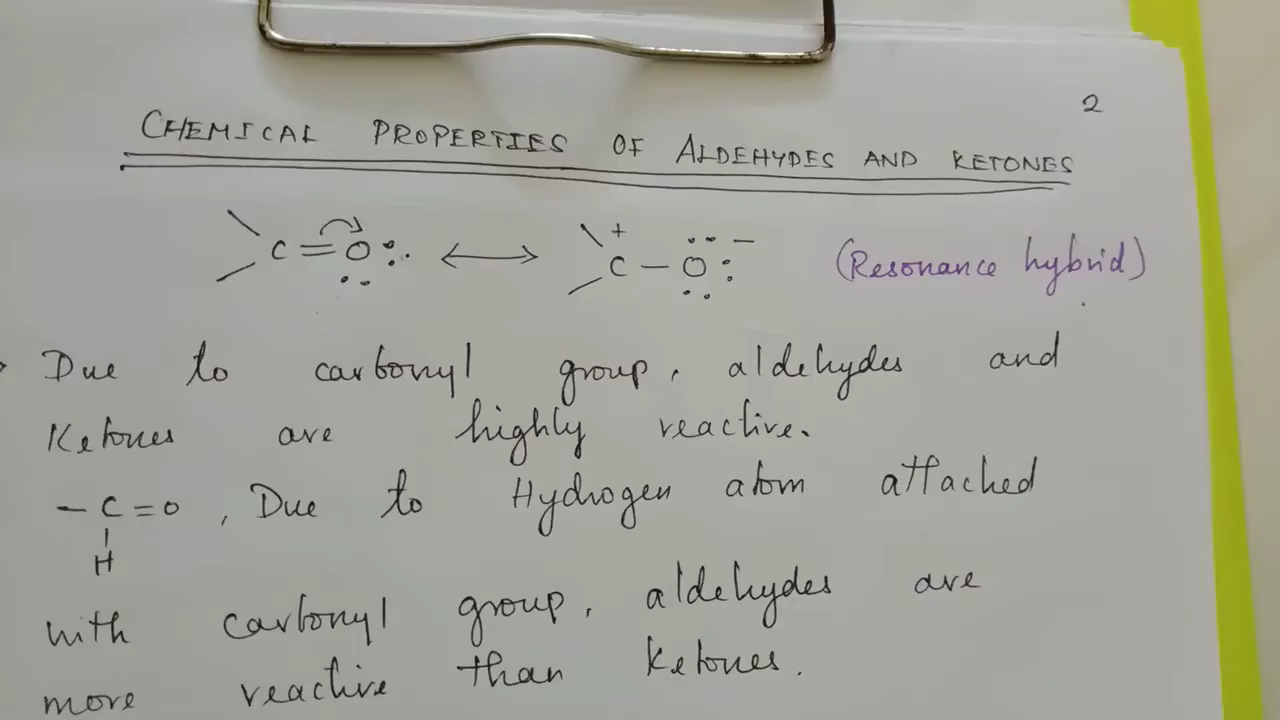 2
CHEMICAL PROPERTIES OF ALDEHYDES AND KETONES
C=O: ⟷ C⁺–O:⁻ (Resonance hybrid)
Due to carbonyl group, aldehydes and
Ketones are highly reactive.
–C=O, Due to Hydrogen atom attached
H
with carbonyl group, aldehydes are
more reactive than ketones.